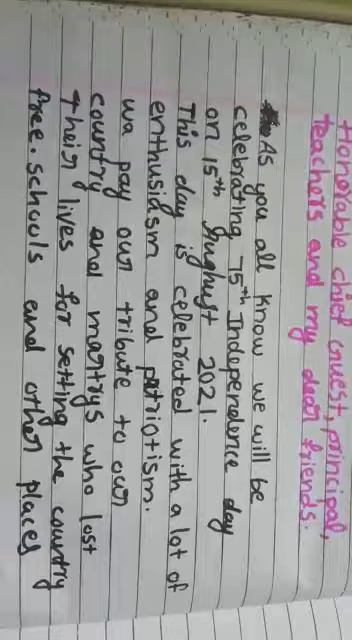 Honorable chief Guest, principal,
teachers and my dear friends.
As you all know we will be
celebrating 75th Independence day
on 15th Aughust 2021.
This day is celebrated with a lot of
enthusiasm and patriotism.
wa pay our tribute to our
country and martrys who lost
their lives for setting the country
free. schools and other places